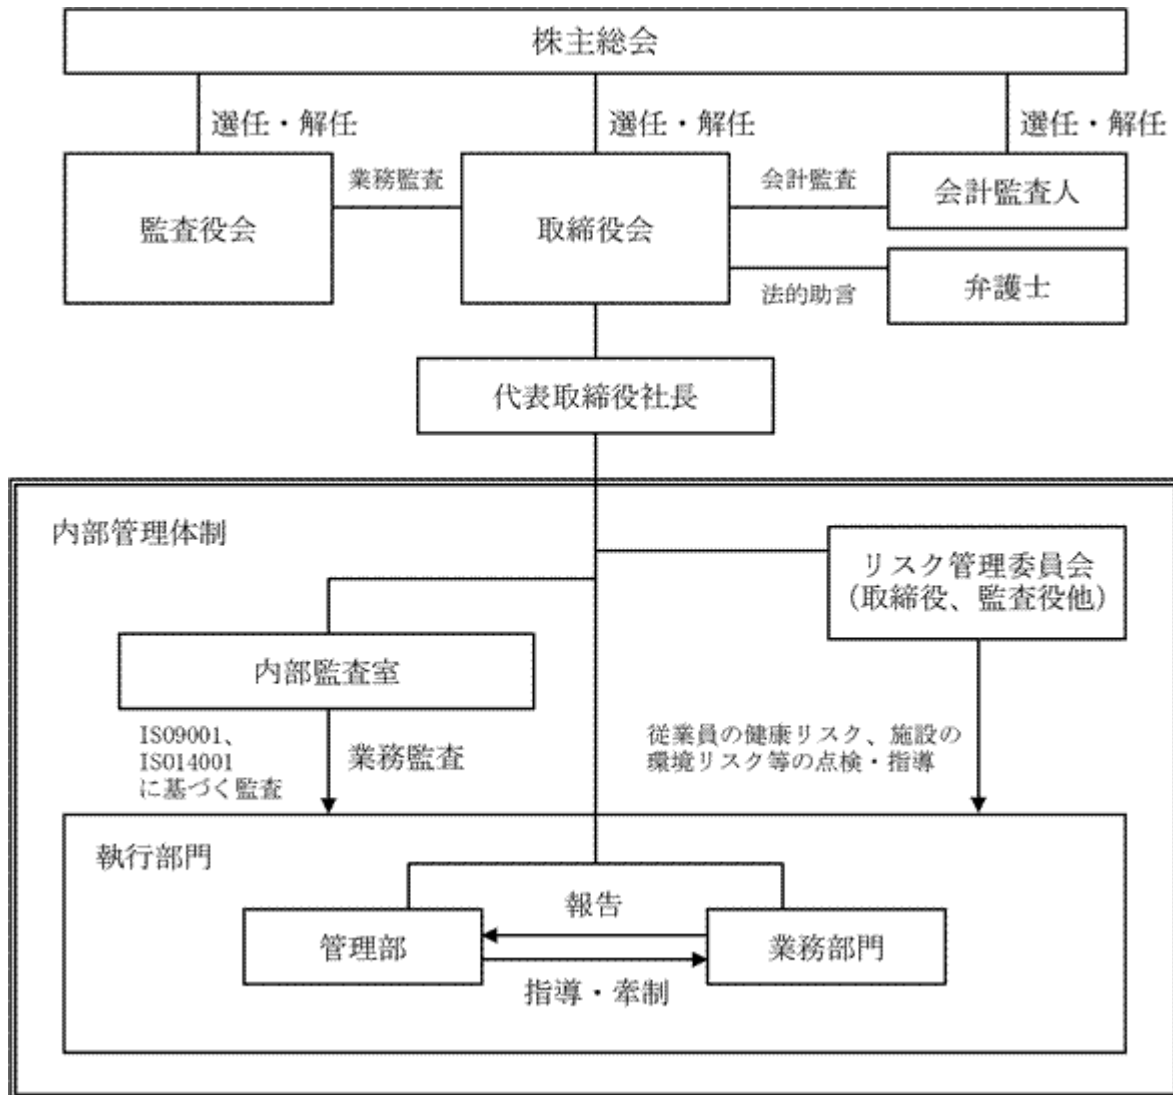 株主総会
選任・解任
選任・解任
選任・解任
監査役会
業務監査
取締役会
会計監査
会計監査人
法的助言
弁護士
代表取締役社長
内部管理体制
リスク管理委員会
（取締役、監査役他）
内部監査室
ISO9001、
ISO14001
に基づく監査
業務監査
従業員の健康リスク、施設の
環境リスク等の点検・指導
執行部門
報告
管理部
業務部門
指導・牽制